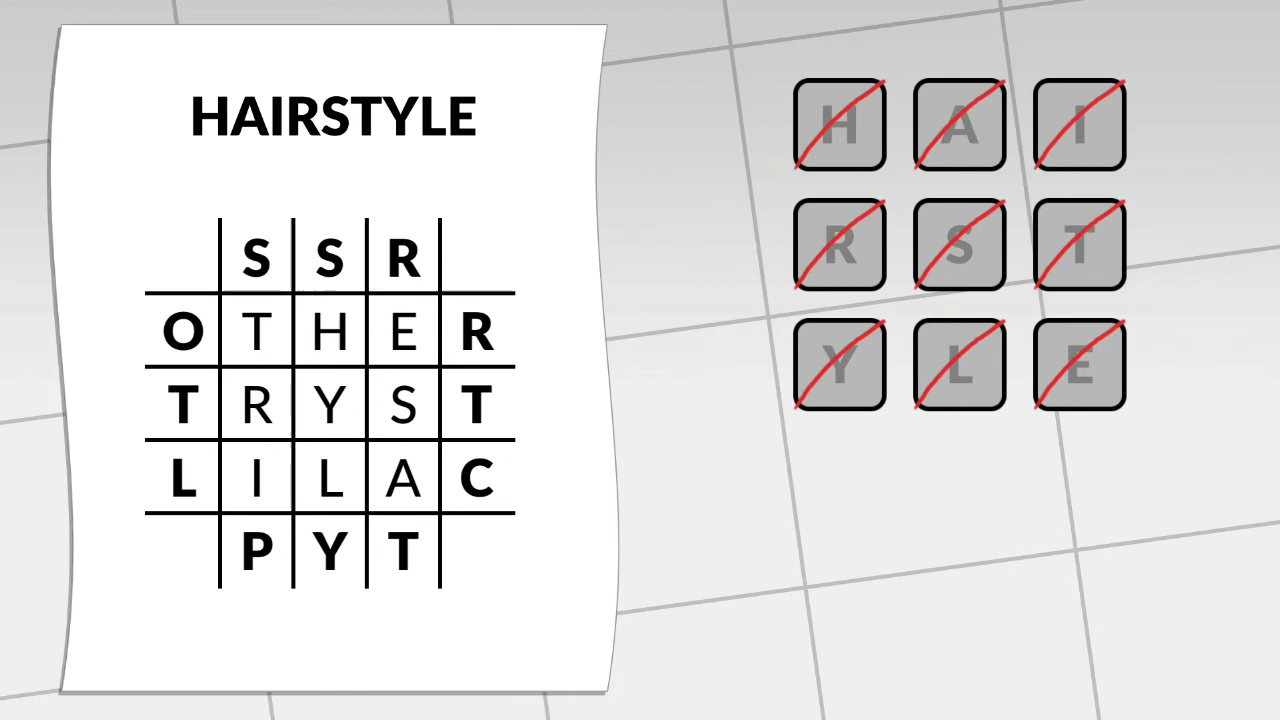 HAIRSTYLE
S S R
O T H E R
T R Y S T
L I L A C
P Y T
H A I
R S T
Y L E